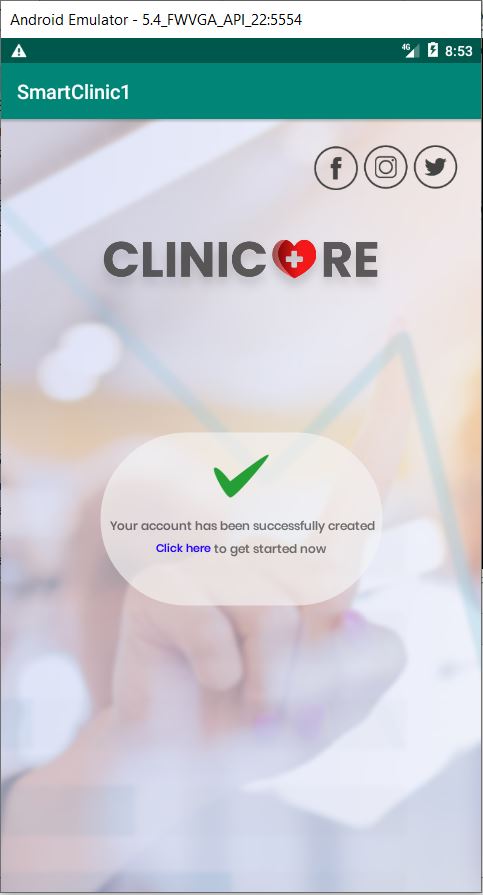 Android Emulator - 5.4_FWVGA_API_22:5554
4G 8:53
SmartClinic1
CLINIC RE
Your account has been successfully created
Click here to get started now